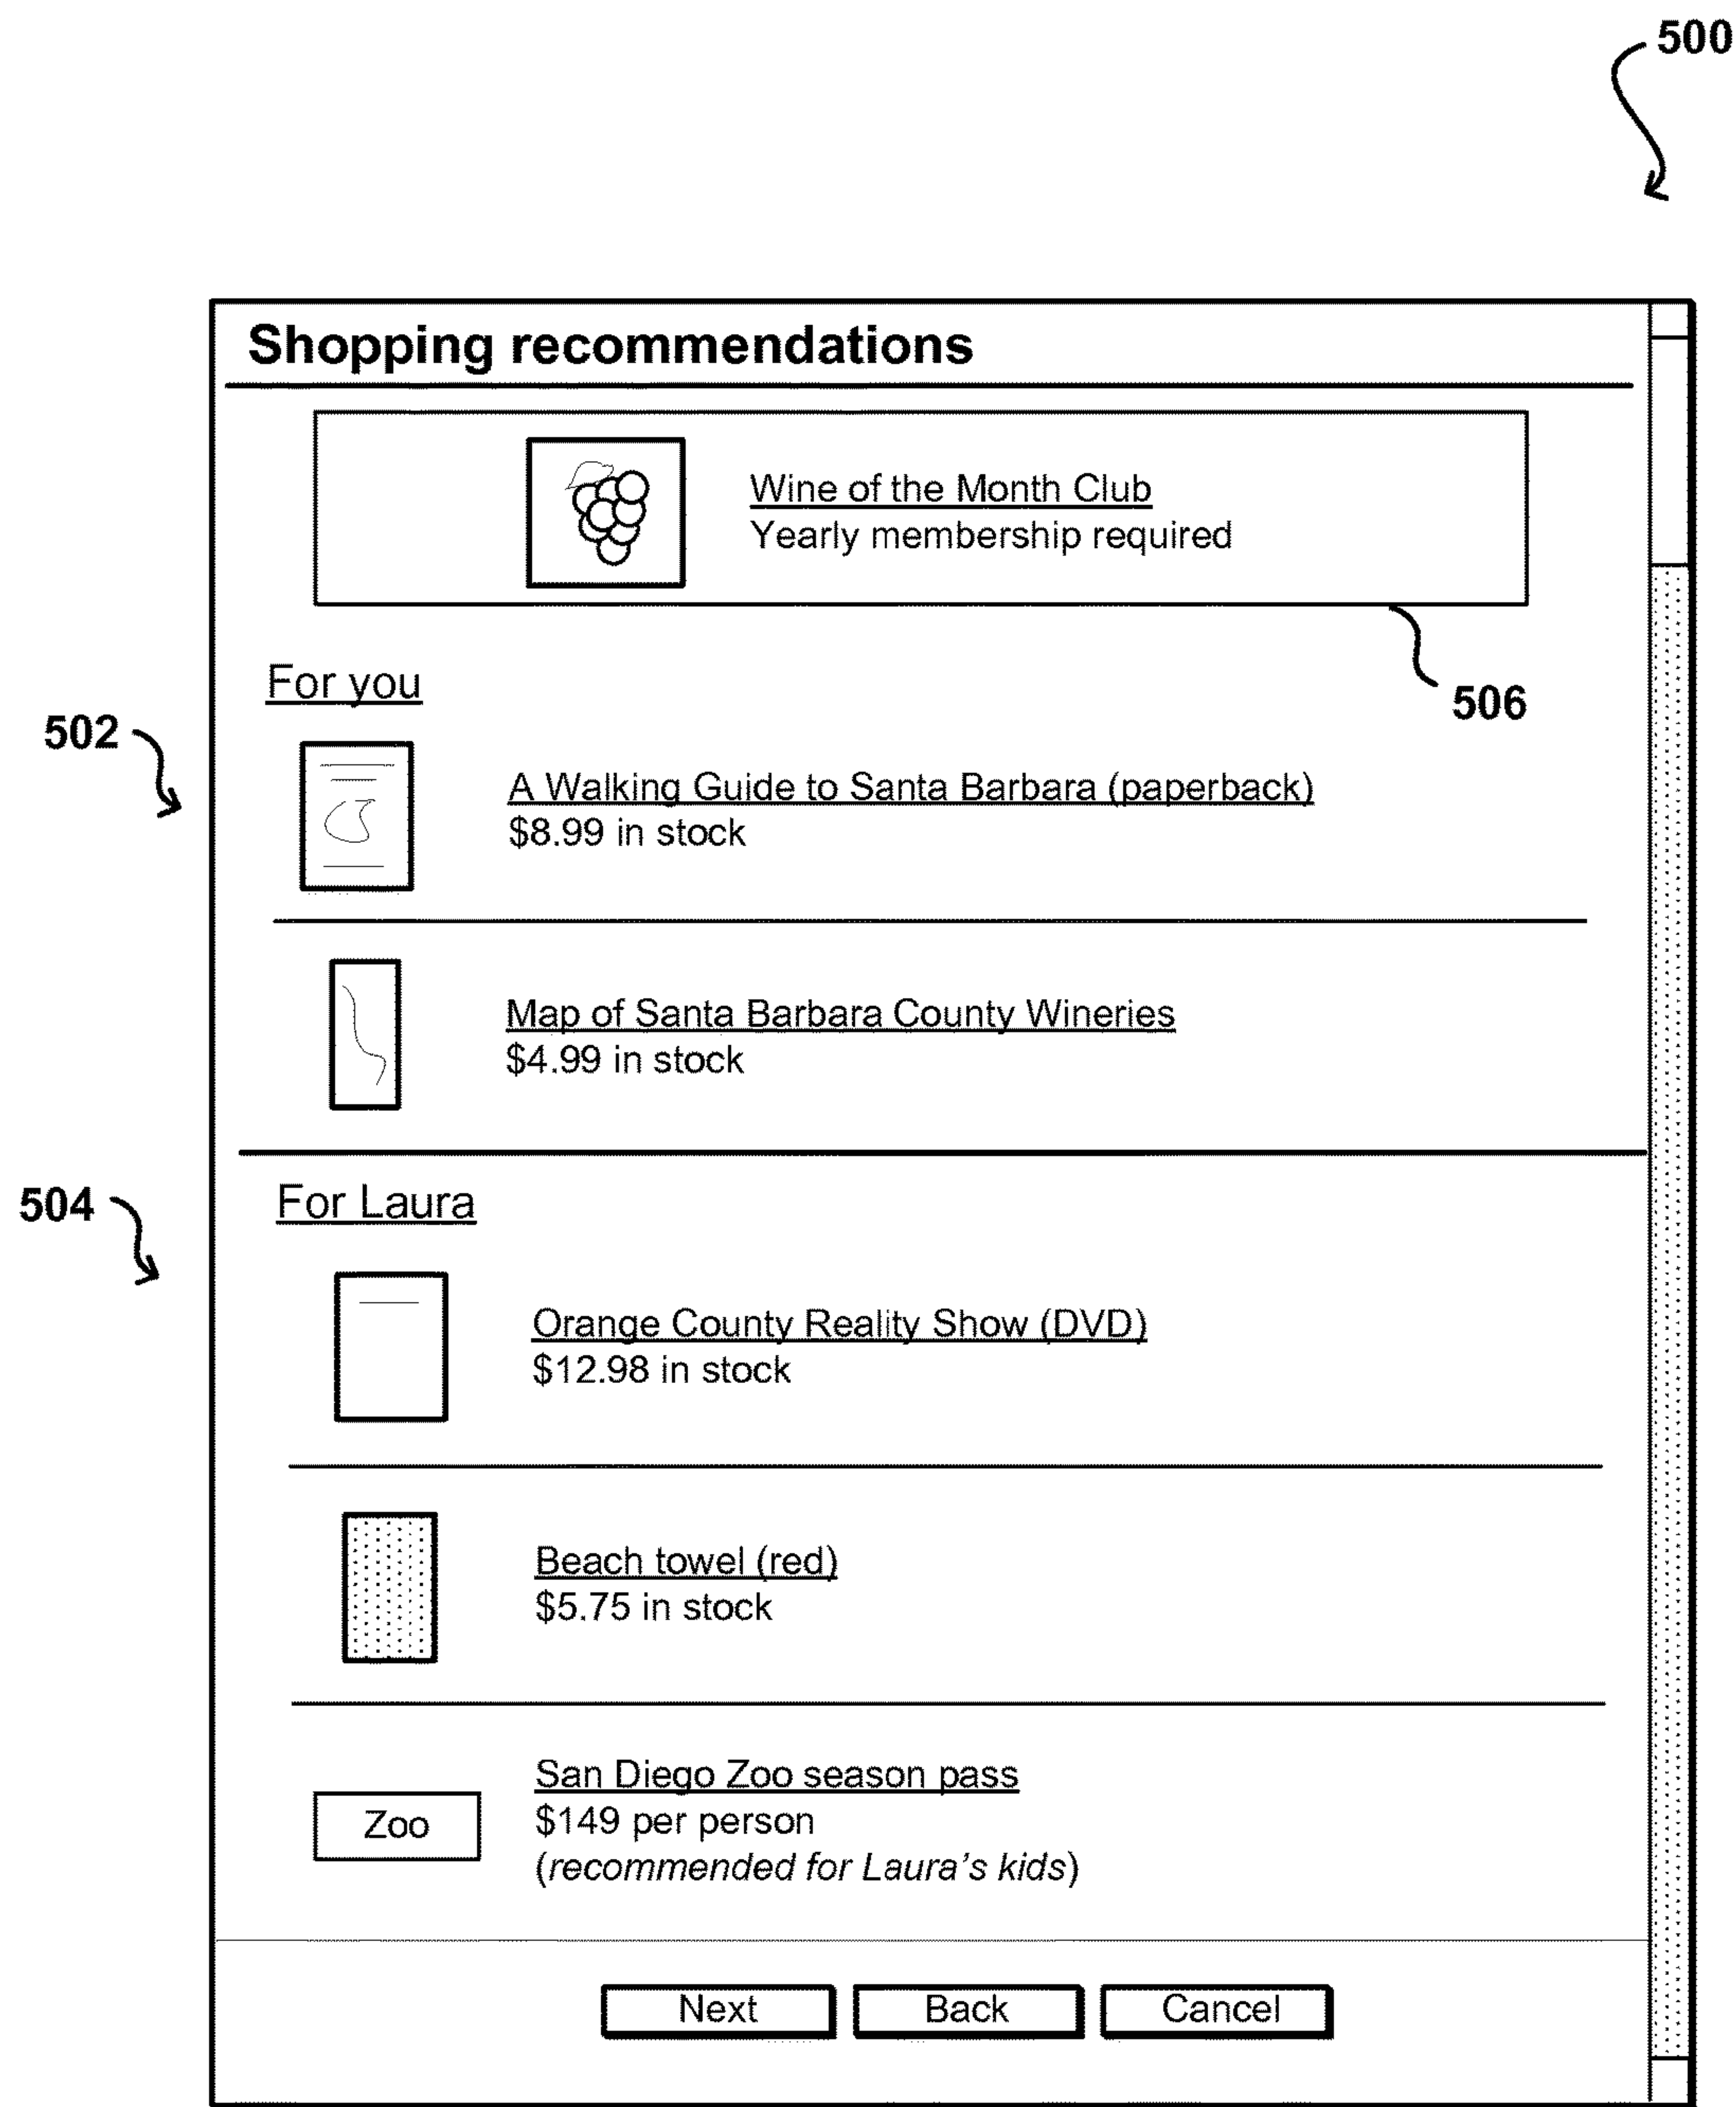 500
Shopping recommendations
Wine of the Month Club
Yearly membership required
506
For you
502
A Walking Guide to Santa Barbara (paperback)
$8.99 in stock
Map of Santa Barbara County Wineries
$4.99 in stock
504
For Laura
Orange County Reality Show (DVD)
$12.98 in stock
Beach towel (red)
$5.75 in stock
Zoo
San Diego Zoo season pass
$149 per person
(recommended for Laura's kids)
Next
Back
Cancel